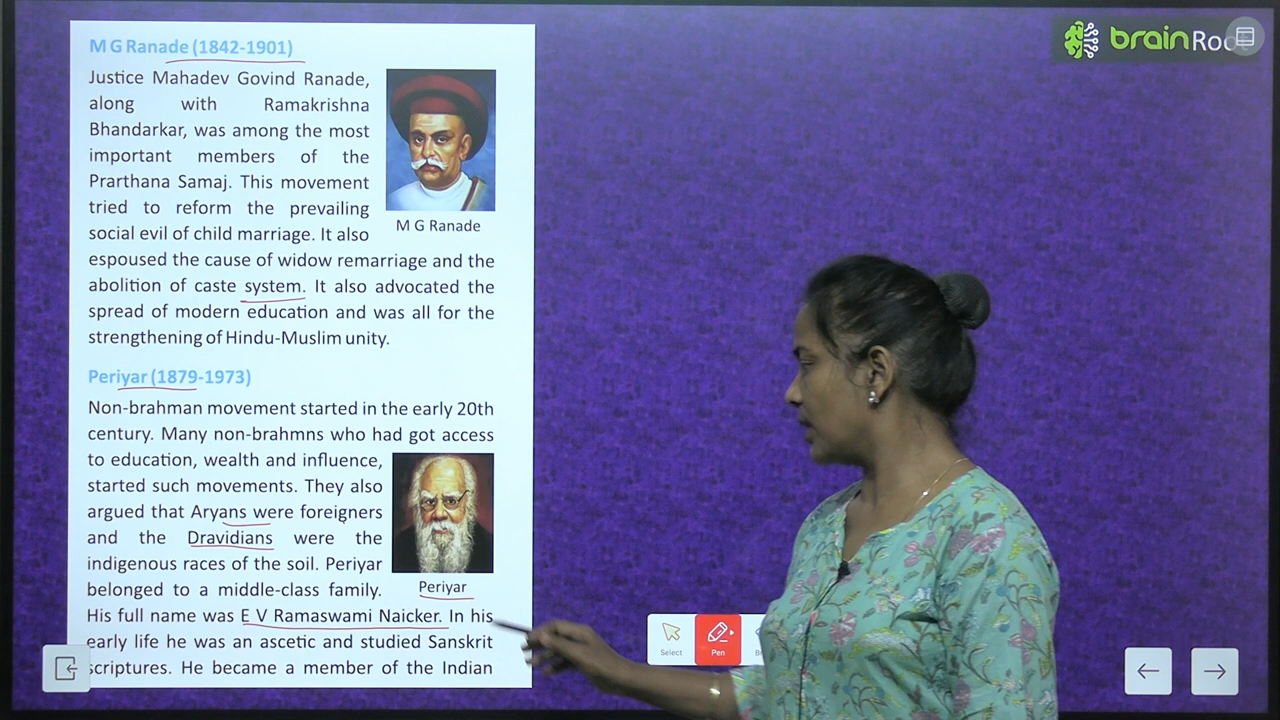 M G Ranade (1842-1901)
Justice Mahadev Govind Ranade,
along with Ramakrishna
Bhandarkar, was among the most
important members of the
Prarthana Samaj. This movement
tried to reform the prevailing
social evil of child marriage. It also
espoused the cause of widow remarriage and the
abolition of caste system. It also advocated the
spread of modern education and was all for the
strengthening of Hindu-Muslim unity.
M G Ranade
Periyar (1879-1973)
Non-brahman movement started in the early 20th
century. Many non-brahmns who had got access
to education, wealth and influence,
started such movements. They also
argued that Aryans were foreigners
and the Dravidians were the
indigenous races of the soil. Periyar
belonged to a middle-class family.
His full name was E V Ramaswami Naicker. In his
early life he was an ascetic and studied Sanskrit
scriptures. He became a member of the Indian
Periyar
brainRoot
Select
Pen